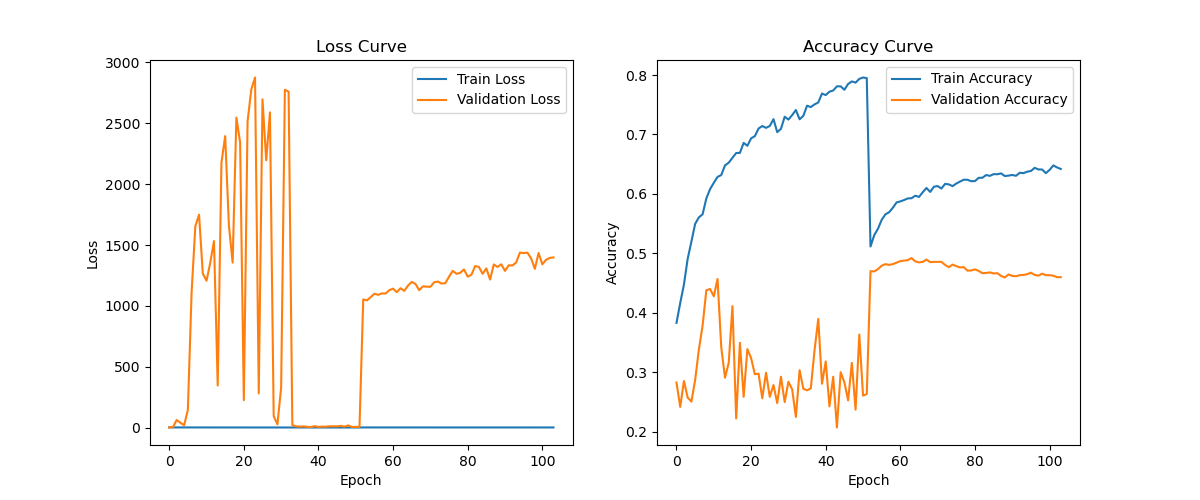 Loss Curve
Train Loss
Validation Loss
3000
2500
2000
1500
1000
500
0
Loss
0 20 40 60 80 100
Epoch
Accuracy Curve
Train Accuracy
Validation Accuracy
0.8
0.7
0.6
0.5
0.4
0.3
0.2
Accuracy
0 20 40 60 80 100
Epoch